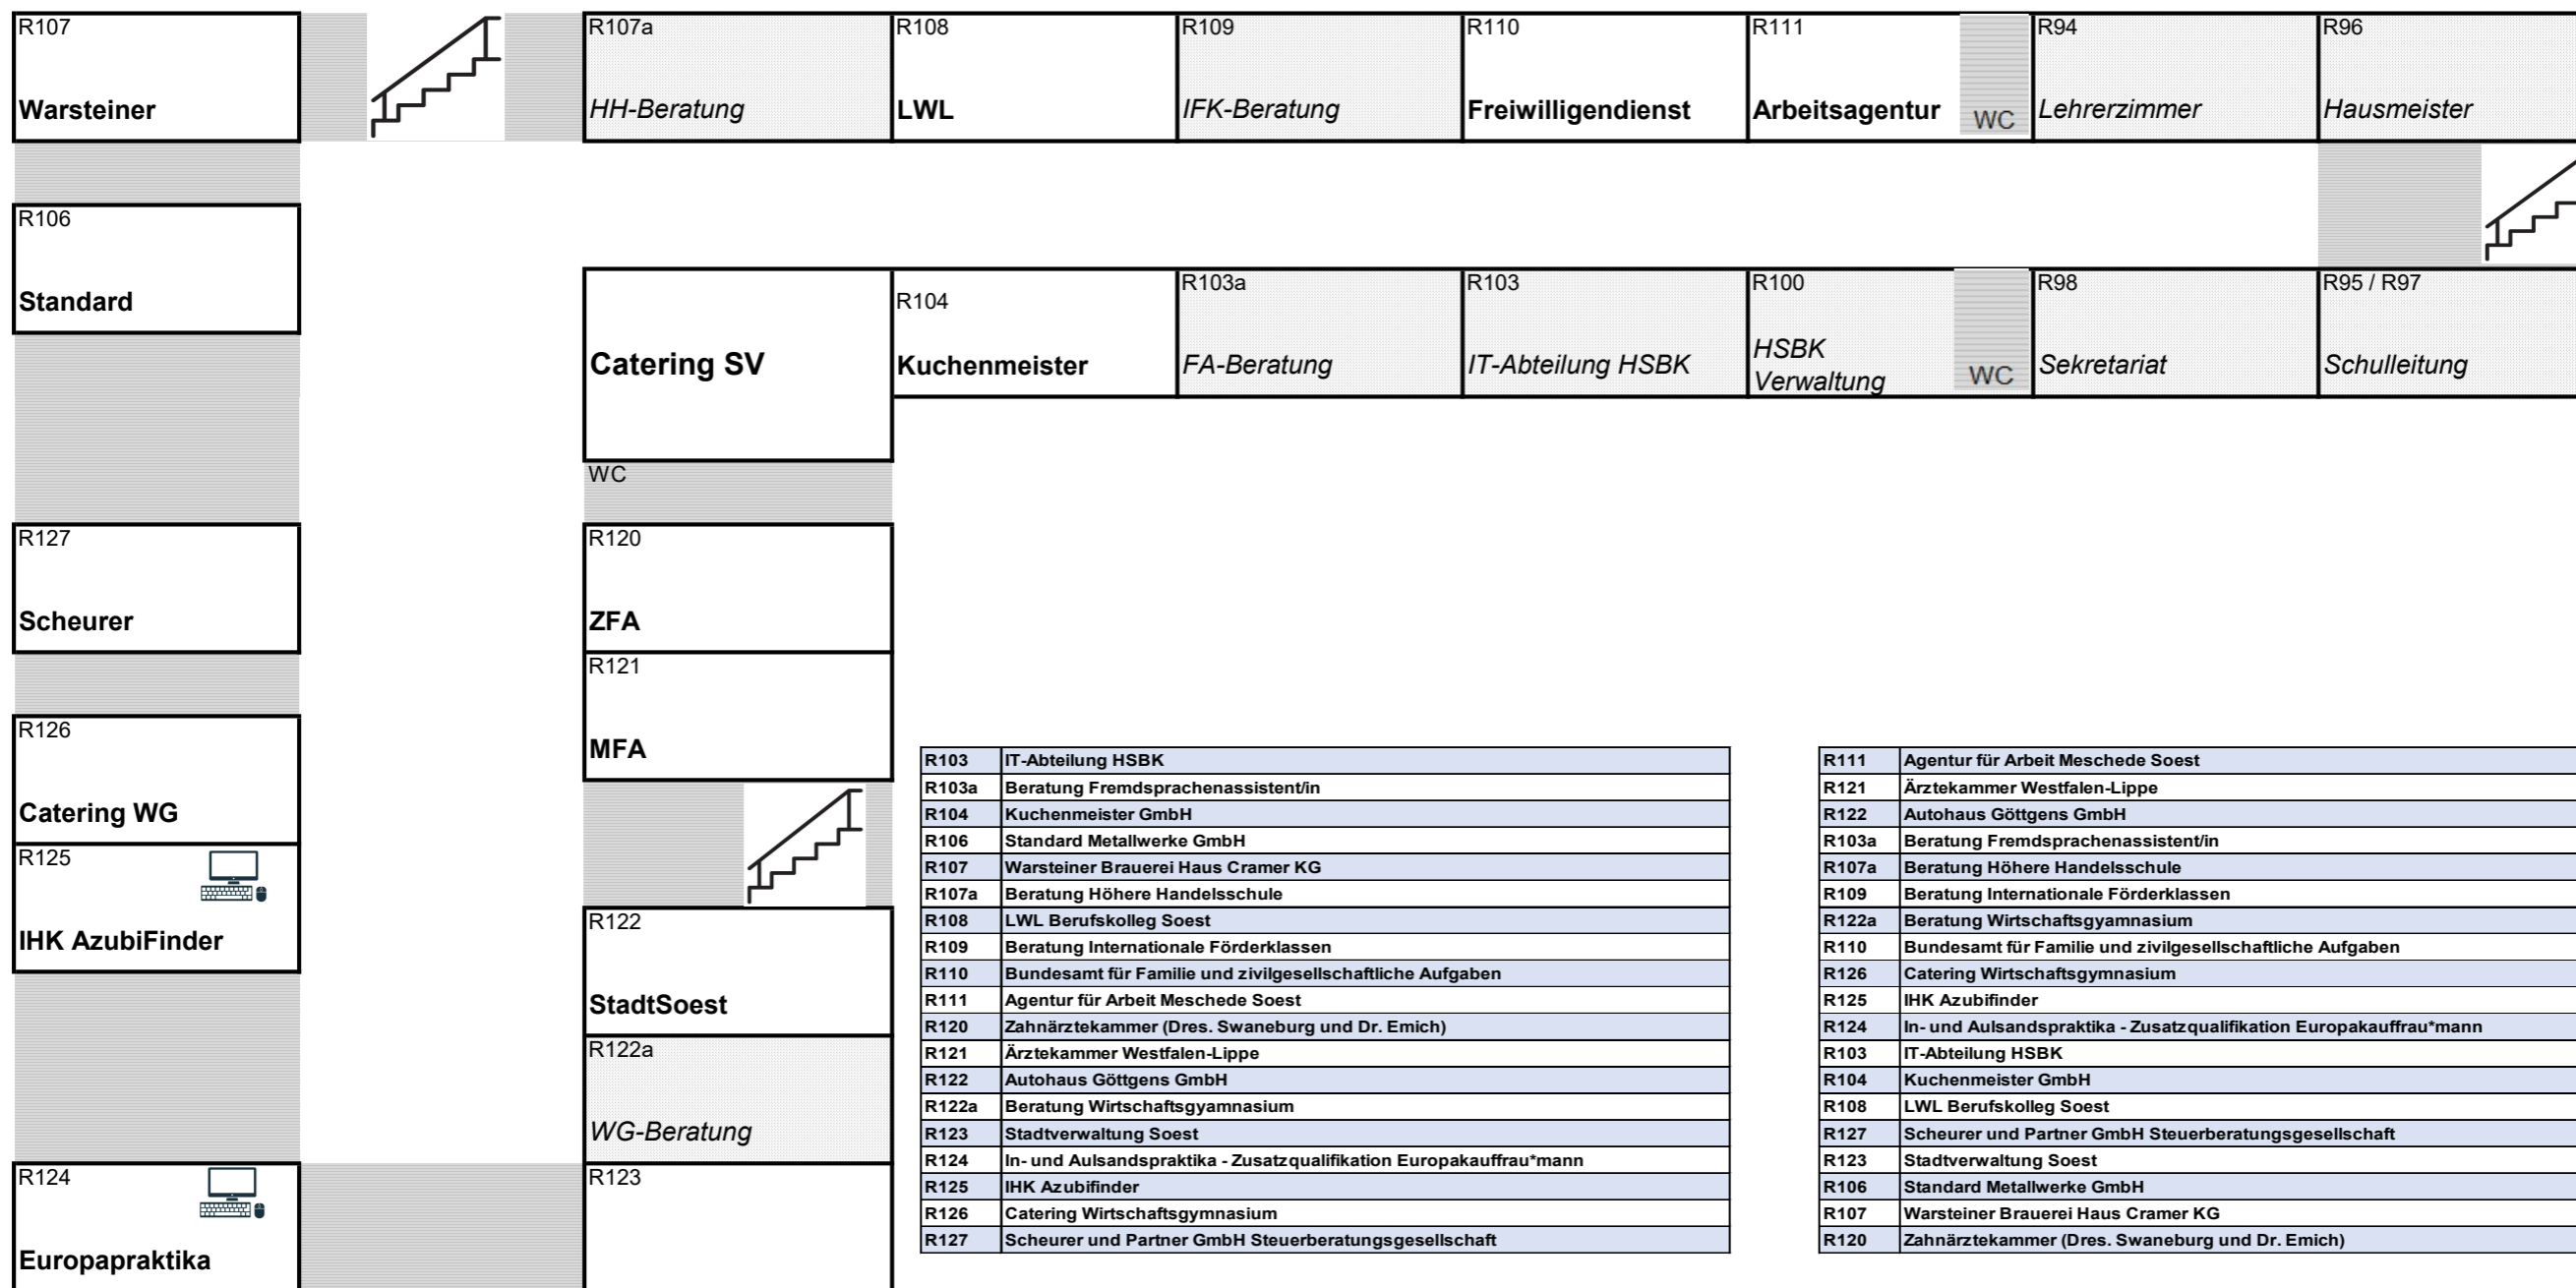 R107
Warsteiner
R107a
HH-Beratung
R108
LWL
R109
IFK-Beratung
R110
Freiwilligendienst
R111
Arbeitsagentur
WC
R94
Lehrerzimmer
R96
Hausmeister
R106
Standard
Catering SV
R104
Kuchenmeister
R103a
FA-Beratung
R103
IT-Abteilung HSBK
R100
HSBK
Verwaltung
WC
R98
Sekretariat
R95 / R97
Schulleitung
WC
R127
Scheurer
R120
ZFA
R121
MFA
R126
Catering WG
R125
IHK AzubiFinder
R122
StadtSoest
R122a
WG-Beratung
R124
Europapraktika
R123
R103 IT-Abteilung HSBK
R103a Beratung Fremdsprachenassistent/in
R104 Kuchenmeister GmbH
R106 Standard Metallwerke GmbH
R107 Warsteiner Brauerei Haus Cramer KG
R107a Beratung Höhere Handelsschule
R108 LWL Berufskolleg Soest
R109 Beratung Internationale Förderklassen
R110 Bundesamt für Familie und zivilgesellschaftliche Aufgaben
R111 Agentur für Arbeit Meschede Soest
R120 Zahnärztekammer (Dres. Swaneburg und Dr. Emich)
R121 Ärztekammer Westfalen-Lippe
R122 Autohaus Göttgens GmbH
R122a Beratung Wirtschaftsgyamnasium
R123 Stadtverwaltung Soest
R124 In- und Aulsandspraktika - Zusatzqualifikation Europakauffrau*mann
R125 IHK Azubifinder
R126 Catering Wirtschaftsgymnasium
R127 Scheurer und Partner GmbH Steuerberatungsgesellschaft
R111 Agentur für Arbeit Meschede Soest
R121 Ärztekammer Westfalen-Lippe
R122 Autohaus Göttgens GmbH
R103a Beratung Fremdsprachenassistent/in
R107a Beratung Höhere Handelsschule
R109 Beratung Internationale Förderklassen
R122a Beratung Wirtschaftsgyamnasium
R110 Bundesamt für Familie und zivilgesellschaftliche Aufgaben
R126 Catering Wirtschaftsgymnasium
R125 IHK Azubifinder
R124 In- und Aulsandspraktika - Zusatzqualifikation Europakauffrau*mann
R103 IT-Abteilung HSBK
R104 Kuchenmeister GmbH
R108 LWL Berufskolleg Soest
R127 Scheurer und Partner GmbH Steuerberatungsgesellschaft
R123 Stadtverwaltung Soest
R106 Standard Metallwerke GmbH
R107 Warsteiner Brauerei Haus Cramer KG
R120 Zahnärztekammer (Dres. Swaneburg und Dr. Emich)